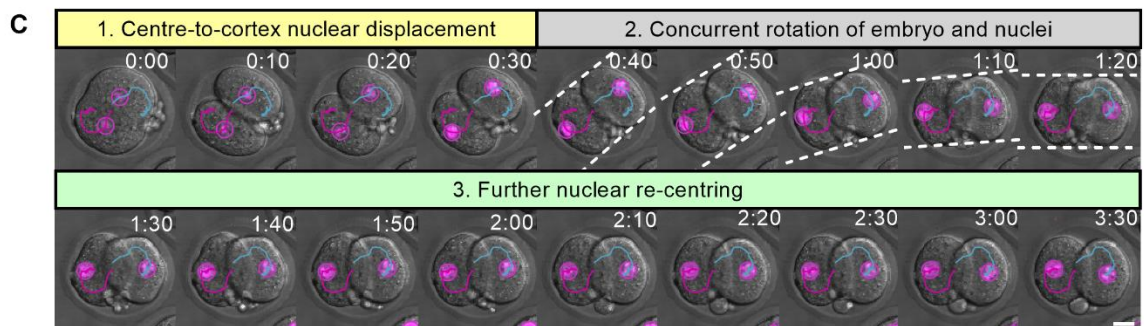 C
1. Centre-to-cortex nuclear displacement
2. Concurrent rotation of embryo and nuclei
0:00 0:10 0:20 0:30 0:40 0:50 1:00 1:10 1:20
3. Further nuclear re-centring
1:30 1:40 1:50 2:00 2:10 2:20 2:30 3:00 3:30